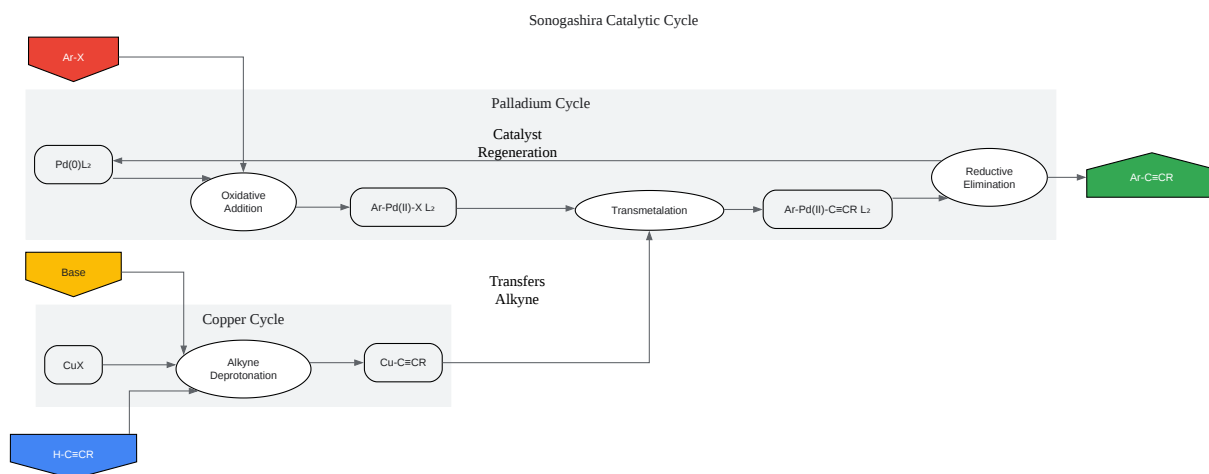 Sonogashira Catalytic Cycle
Ar-X
Palladium Cycle
Catalyst
Regeneration
Pd(0)L₂
Oxidative
Addition
Ar-Pd(II)-X L₂
Transmetalation
Ar-Pd(II)-C≡CR L₂
Reductive
Elimination
Ar-C≡CR
Base
Transfers
Alkyne
Copper Cycle
CuX
Alkyne
Deprotonation
Cu-C≡CR
H-C≡CR